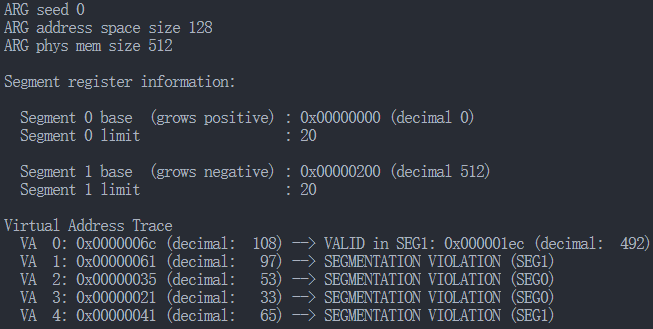 ARG seed 0
ARG address space size 128
ARG phys mem size 512
Segment register information:
Segment 0 base (grows positive) : 0x00000000 (decimal 0)
Segment 0 limit : 20
Segment 1 base (grows negative) : 0x00000200 (decimal 512)
Segment 1 limit : 20
Virtual Address Trace
VA 0: 0x0000006c (decimal: 108) --> VALID in SEG1: 0x000001ec (decimal: 492)
VA 1: 0x00000061 (decimal: 97) --> SEGMENTATION VIOLATION (SEG1)
VA 2: 0x00000035 (decimal: 53) --> SEGMENTATION VIOLATION (SEG0)
VA 3: 0x00000021 (decimal: 33) --> SEGMENTATION VIOLATION (SEG0)
VA 4: 0x00000041 (decimal: 65) --> SEGMENTATION VIOLATION (SEG1)